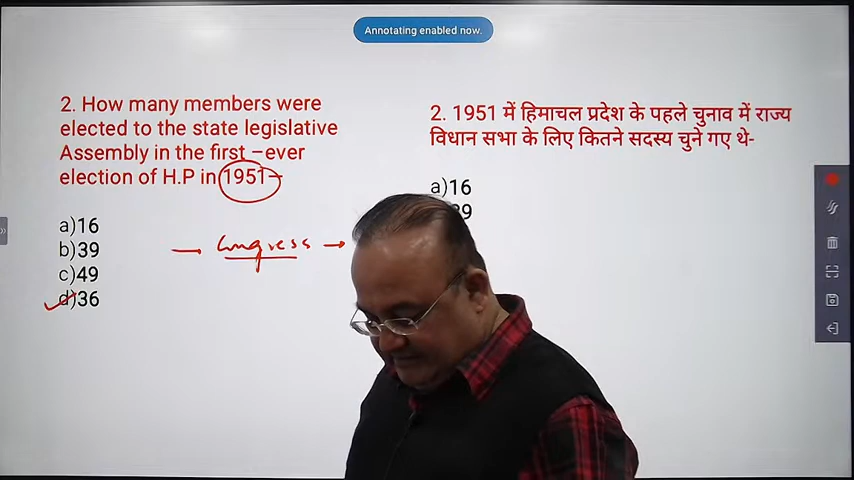 Annotating enabled now.
2. How many members were
elected to the state legislative
Assembly in the first –ever
election of H.P in 1951–
a)16
b)39
c)49
d)36
→ Congress →
2. 1951 में हिमाचल प्रदेश के पहले चुनाव में राज्य
विधान सभा के लिए कितने सदस्य चुने गए थे-
a)16
39